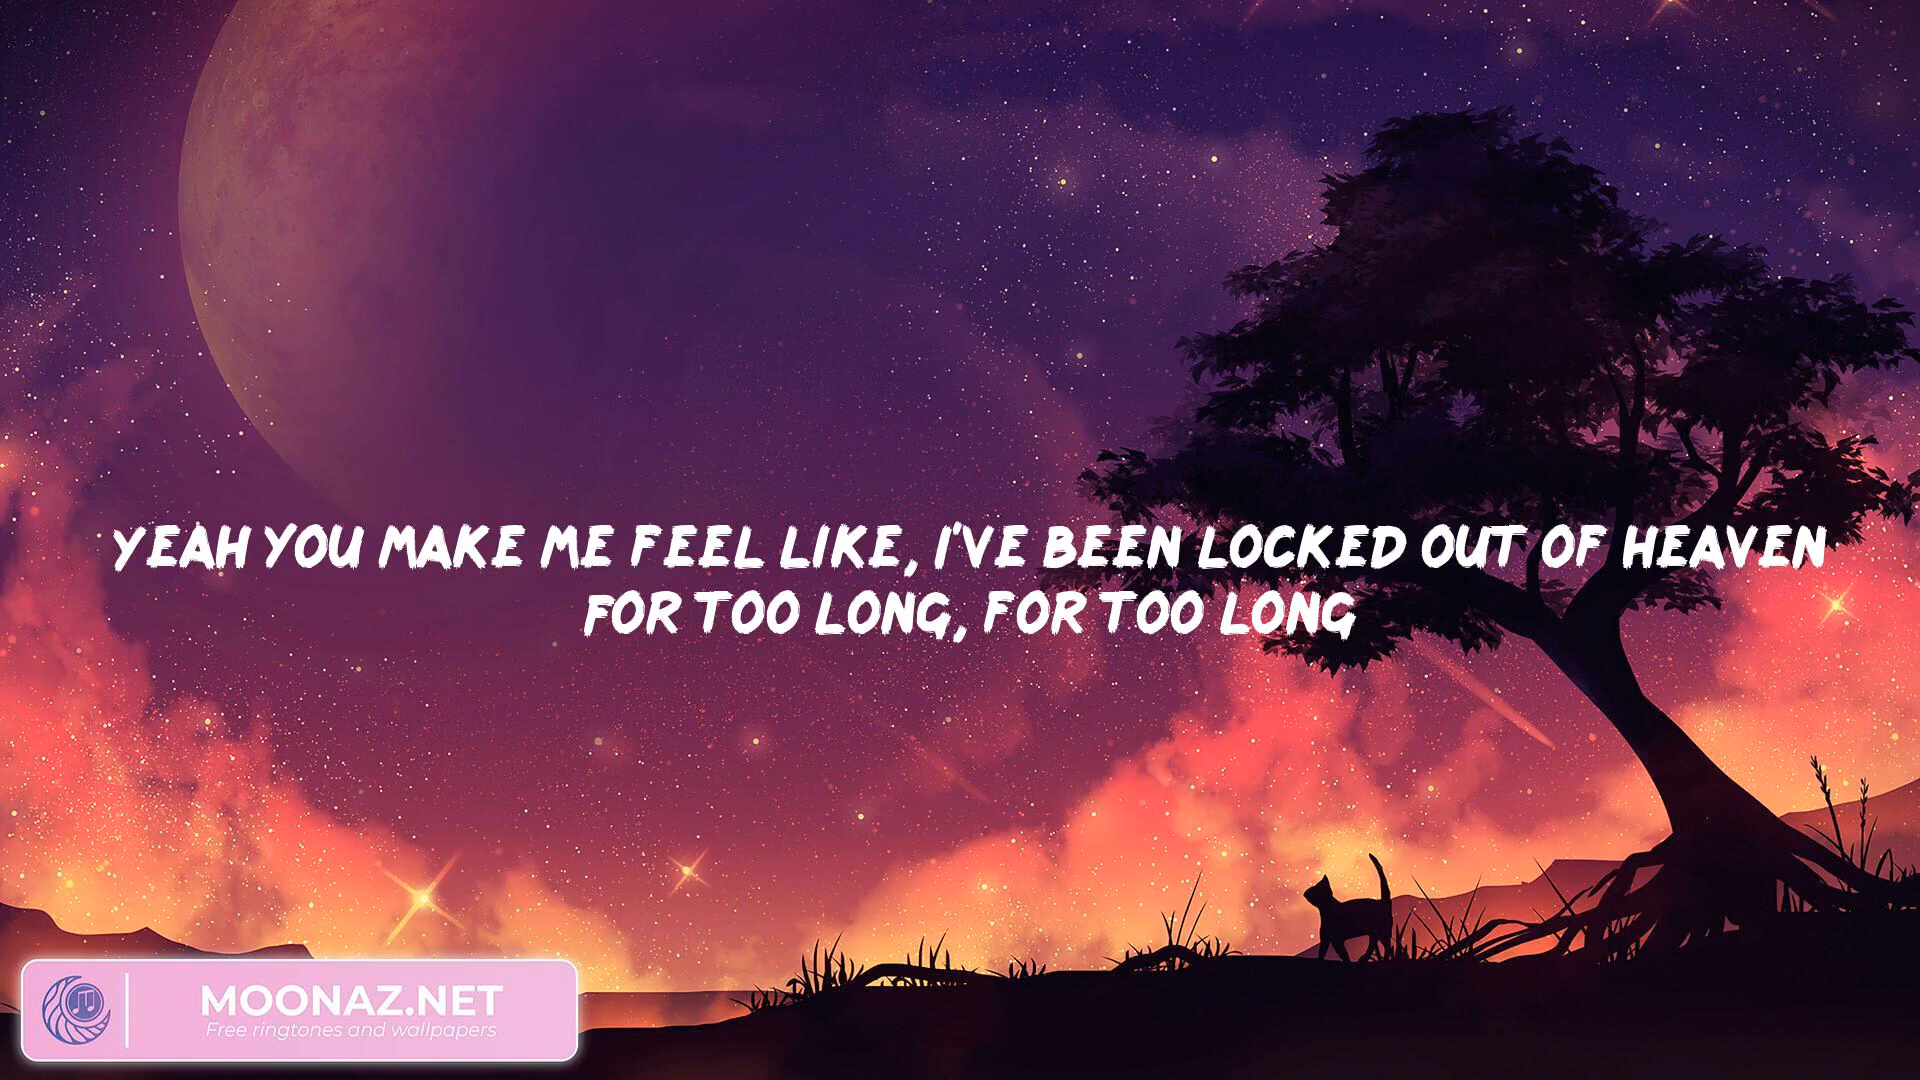 YEAH YOU MAKE ME FEEL LIKE, I'VE BEEN LOCKED OUT OF HEAVEN
FOR TOO LONG, FOR TOO LONG
MOONAZ.NET
Free ringtones and wallpapers